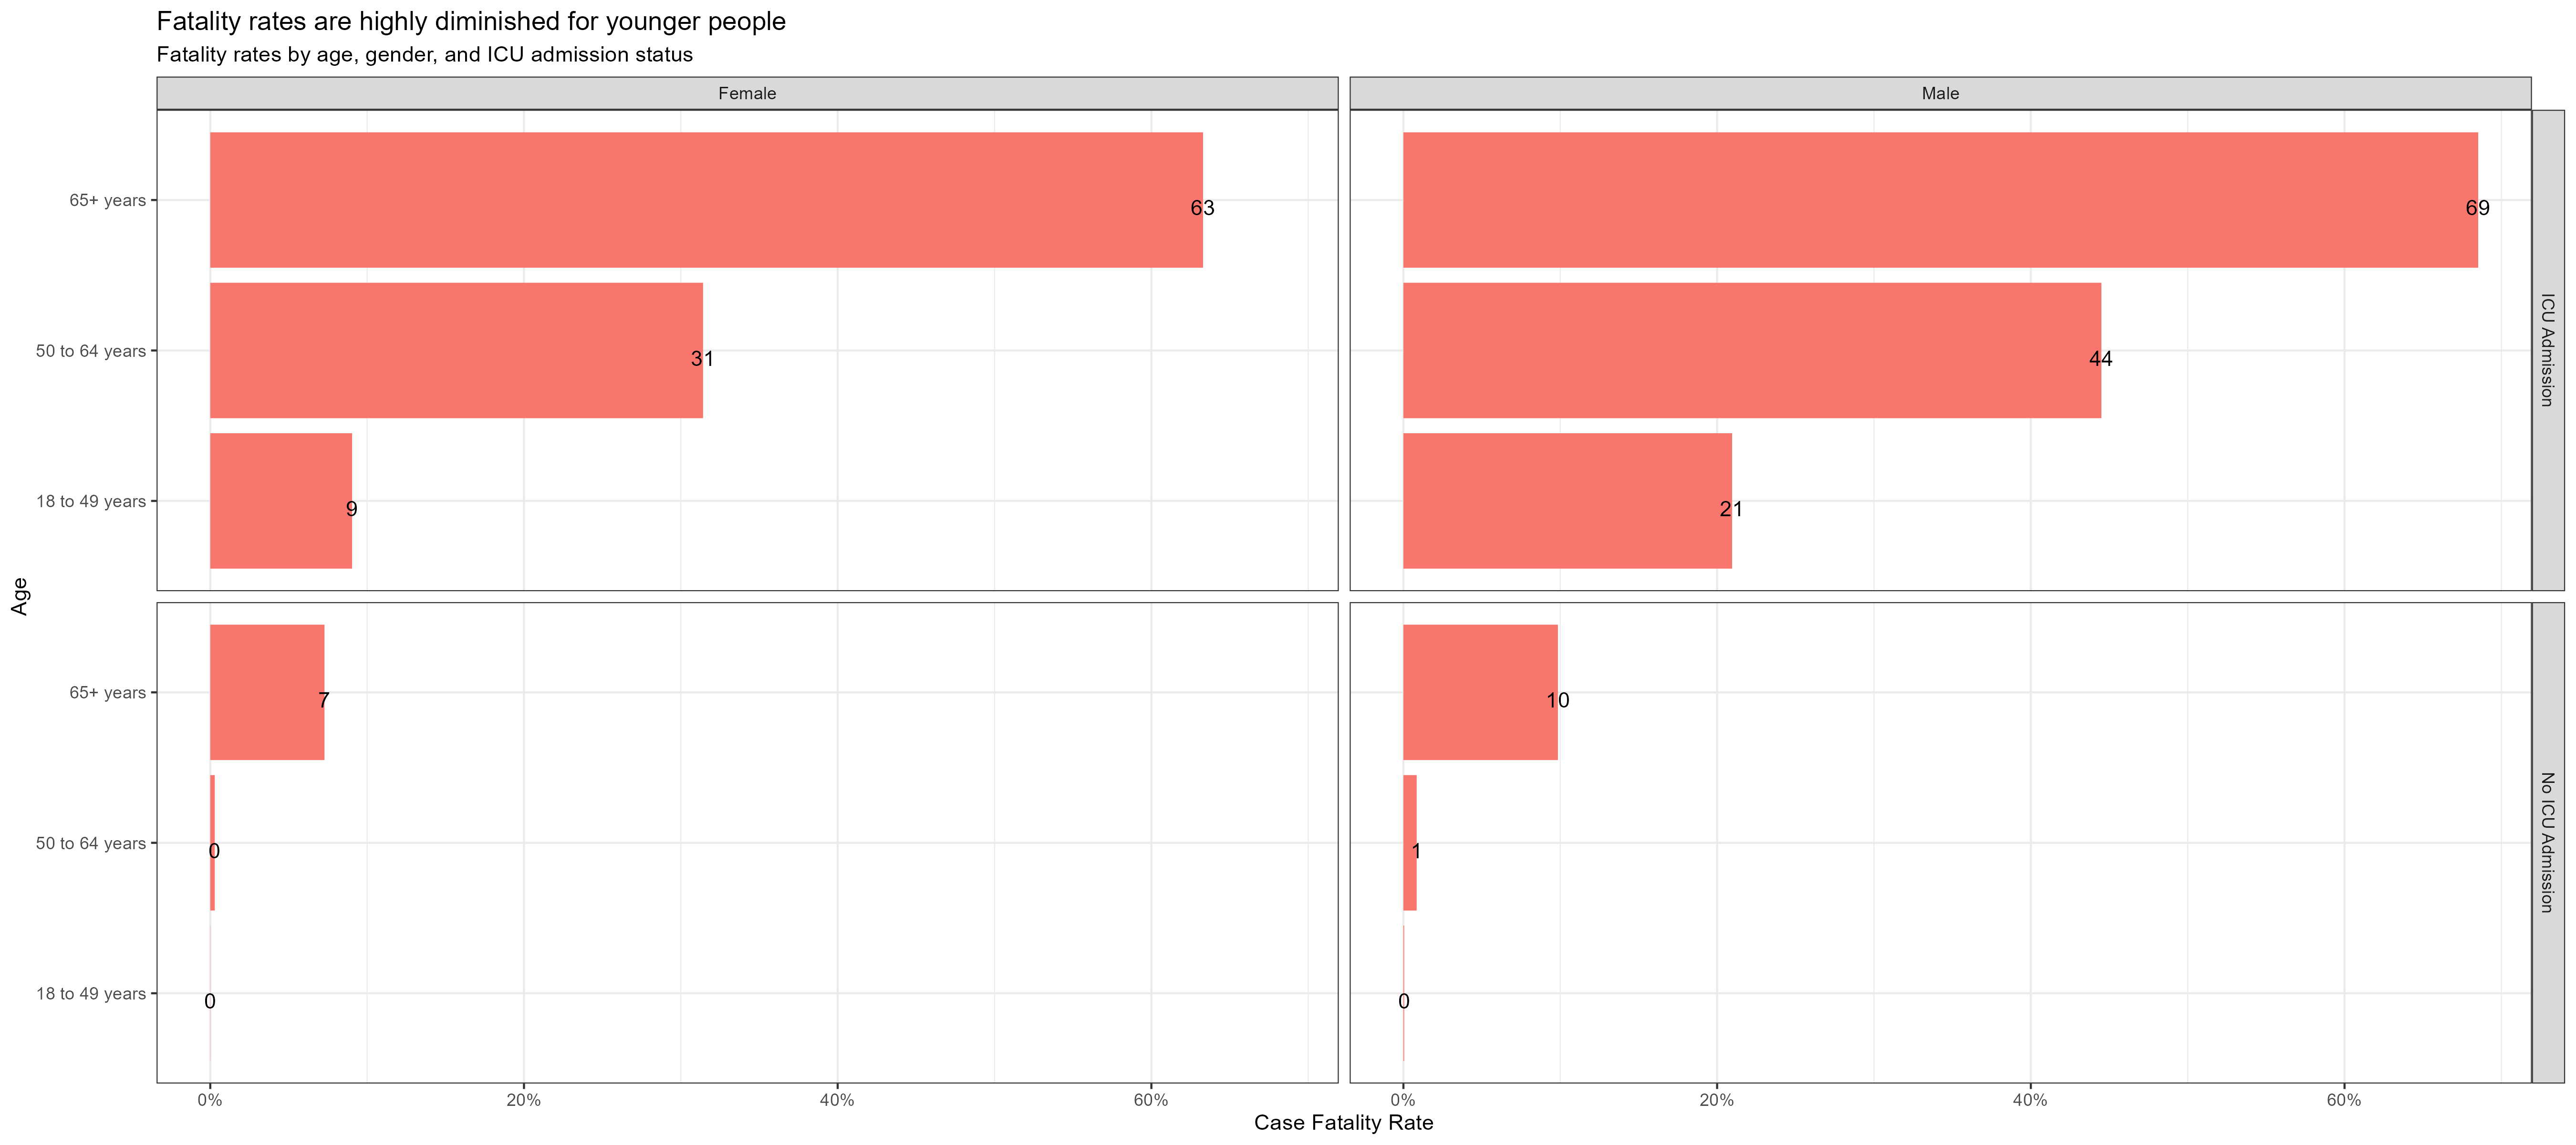 Fatality rates are highly diminished for younger people
Fatality rates by age, gender, and ICU admission status
Female
Male
65+ years
63
69
50 to 64 years
31
44
18 to 49 years
9
21
ICU Admission
Age
65+ years
7
10
50 to 64 years
0
1
18 to 49 years
0
0
No ICU Admission
0%
20%
40%
60%
0%
20%
40%
60%
Case Fatality Rate